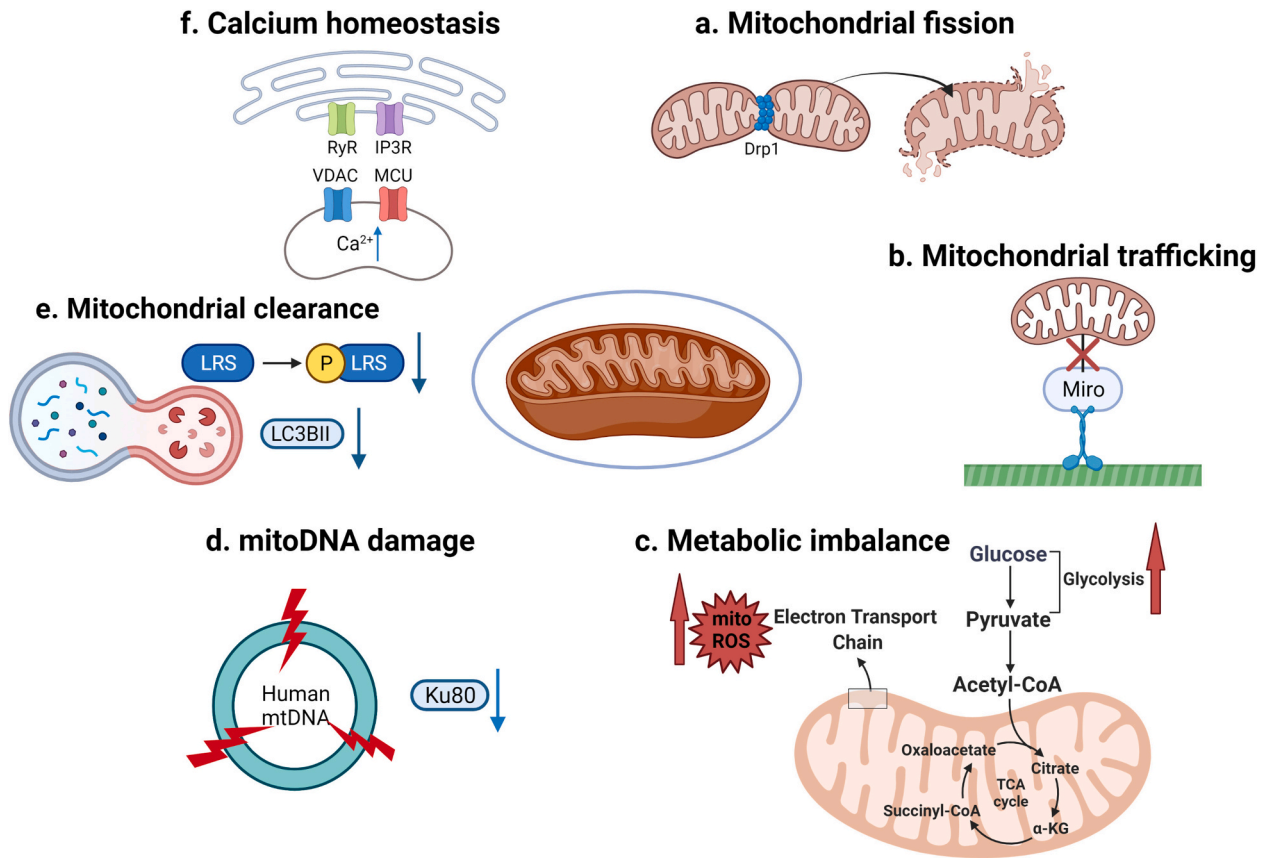 f. Calcium homeostasis
RyR IP3R
VDAC MCU
Ca²⁺
a. Mitochondrial fission
Drp1
b. Mitochondrial trafficking
Miro
e. Mitochondrial clearance
LRS P LRS
LC3BII
d. mitoDNA damage
Human
mtDNA
Ku80
c. Metabolic imbalance
Glucose
Glycolysis
Pyruvate
mito
ROS
Electron Transport
Chain
Acetyl-CoA
Oxaloacetate
Citrate
TCA
cycle
Succinyl-CoA
α-KG